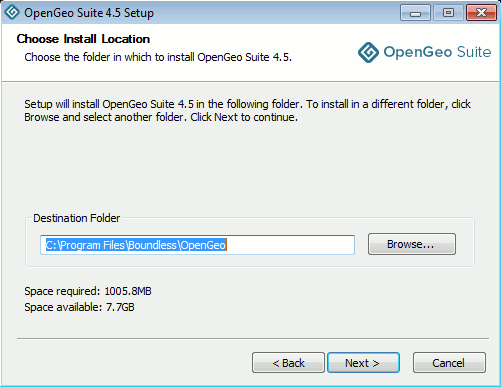 OpenGeo Suite 4.5 Setup
Choose Install Location
Choose the folder in which to install OpenGeo Suite 4.5.
OpenGeo Suite
Setup will install OpenGeo Suite 4.5 in the following folder. To install in a different folder, click
Browse and select another folder. Click Next to continue.
Destination Folder
C:\Program Files\Boundless\OpenGeo
Browse...
Space required: 1005.8MB
Space available: 7.7GB
< Back
Next >
Cancel